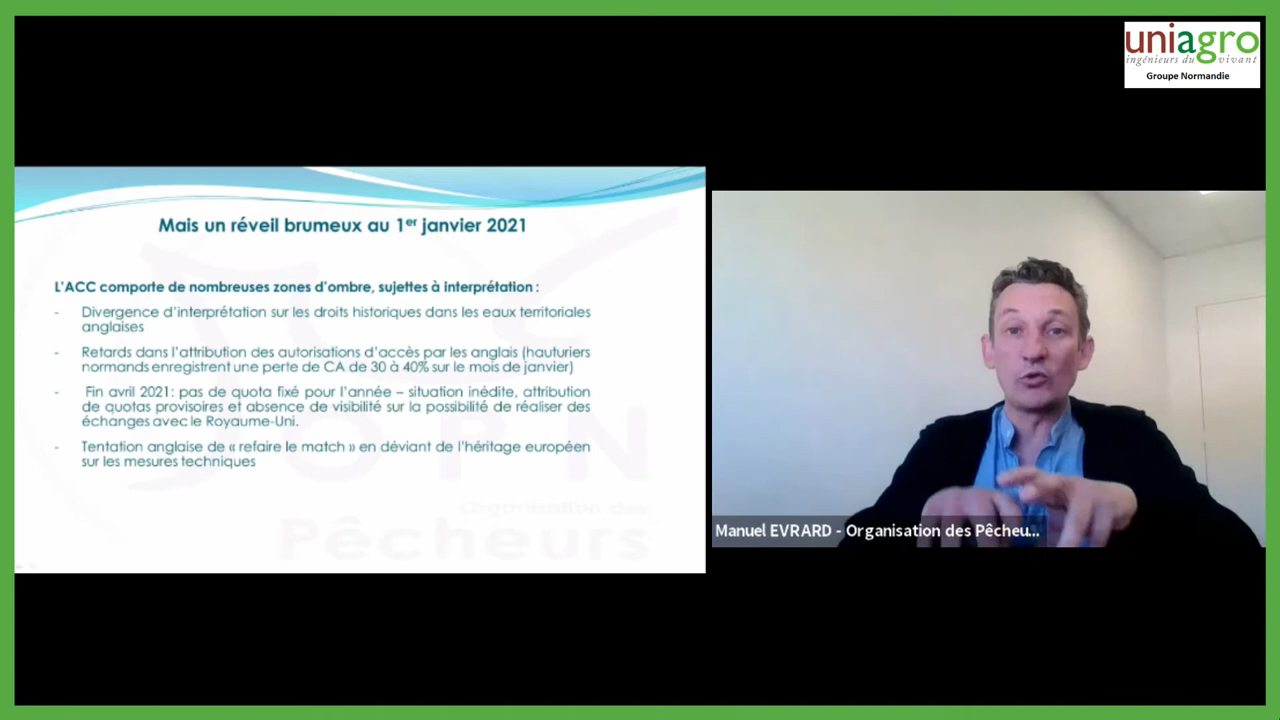 uniagro
ingénieurs du vivant
Groupe Normandie
Mais un réveil brumeux au 1er janvier 2021
L'ACC comporte de nombreuses zones d'ombre, sujettes à interprétation :
- Divergence d'interprétation sur les droits historiques dans les eaux territoriales
anglaises
- Retards dans l'attribution des autorisations d'accès par les anglais (hauturiers
normands enregistrent une perte de CA de 30 à 40% sur le mois de janvier)
- Fin avril 2021: pas de quota fixé pour l'année – situation inédite, attribution
de quotas provisoires et absence de visibilité sur la possibilité de réaliser des
échanges avec le Royaume-Uni.
- Tentation anglaise de « refaire le match » en déviant de l'héritage européen
sur les mesures techniques
OPN
Organisation des
Pêcheurs
Manuel EVRARD - Organisation des Pêcheu...